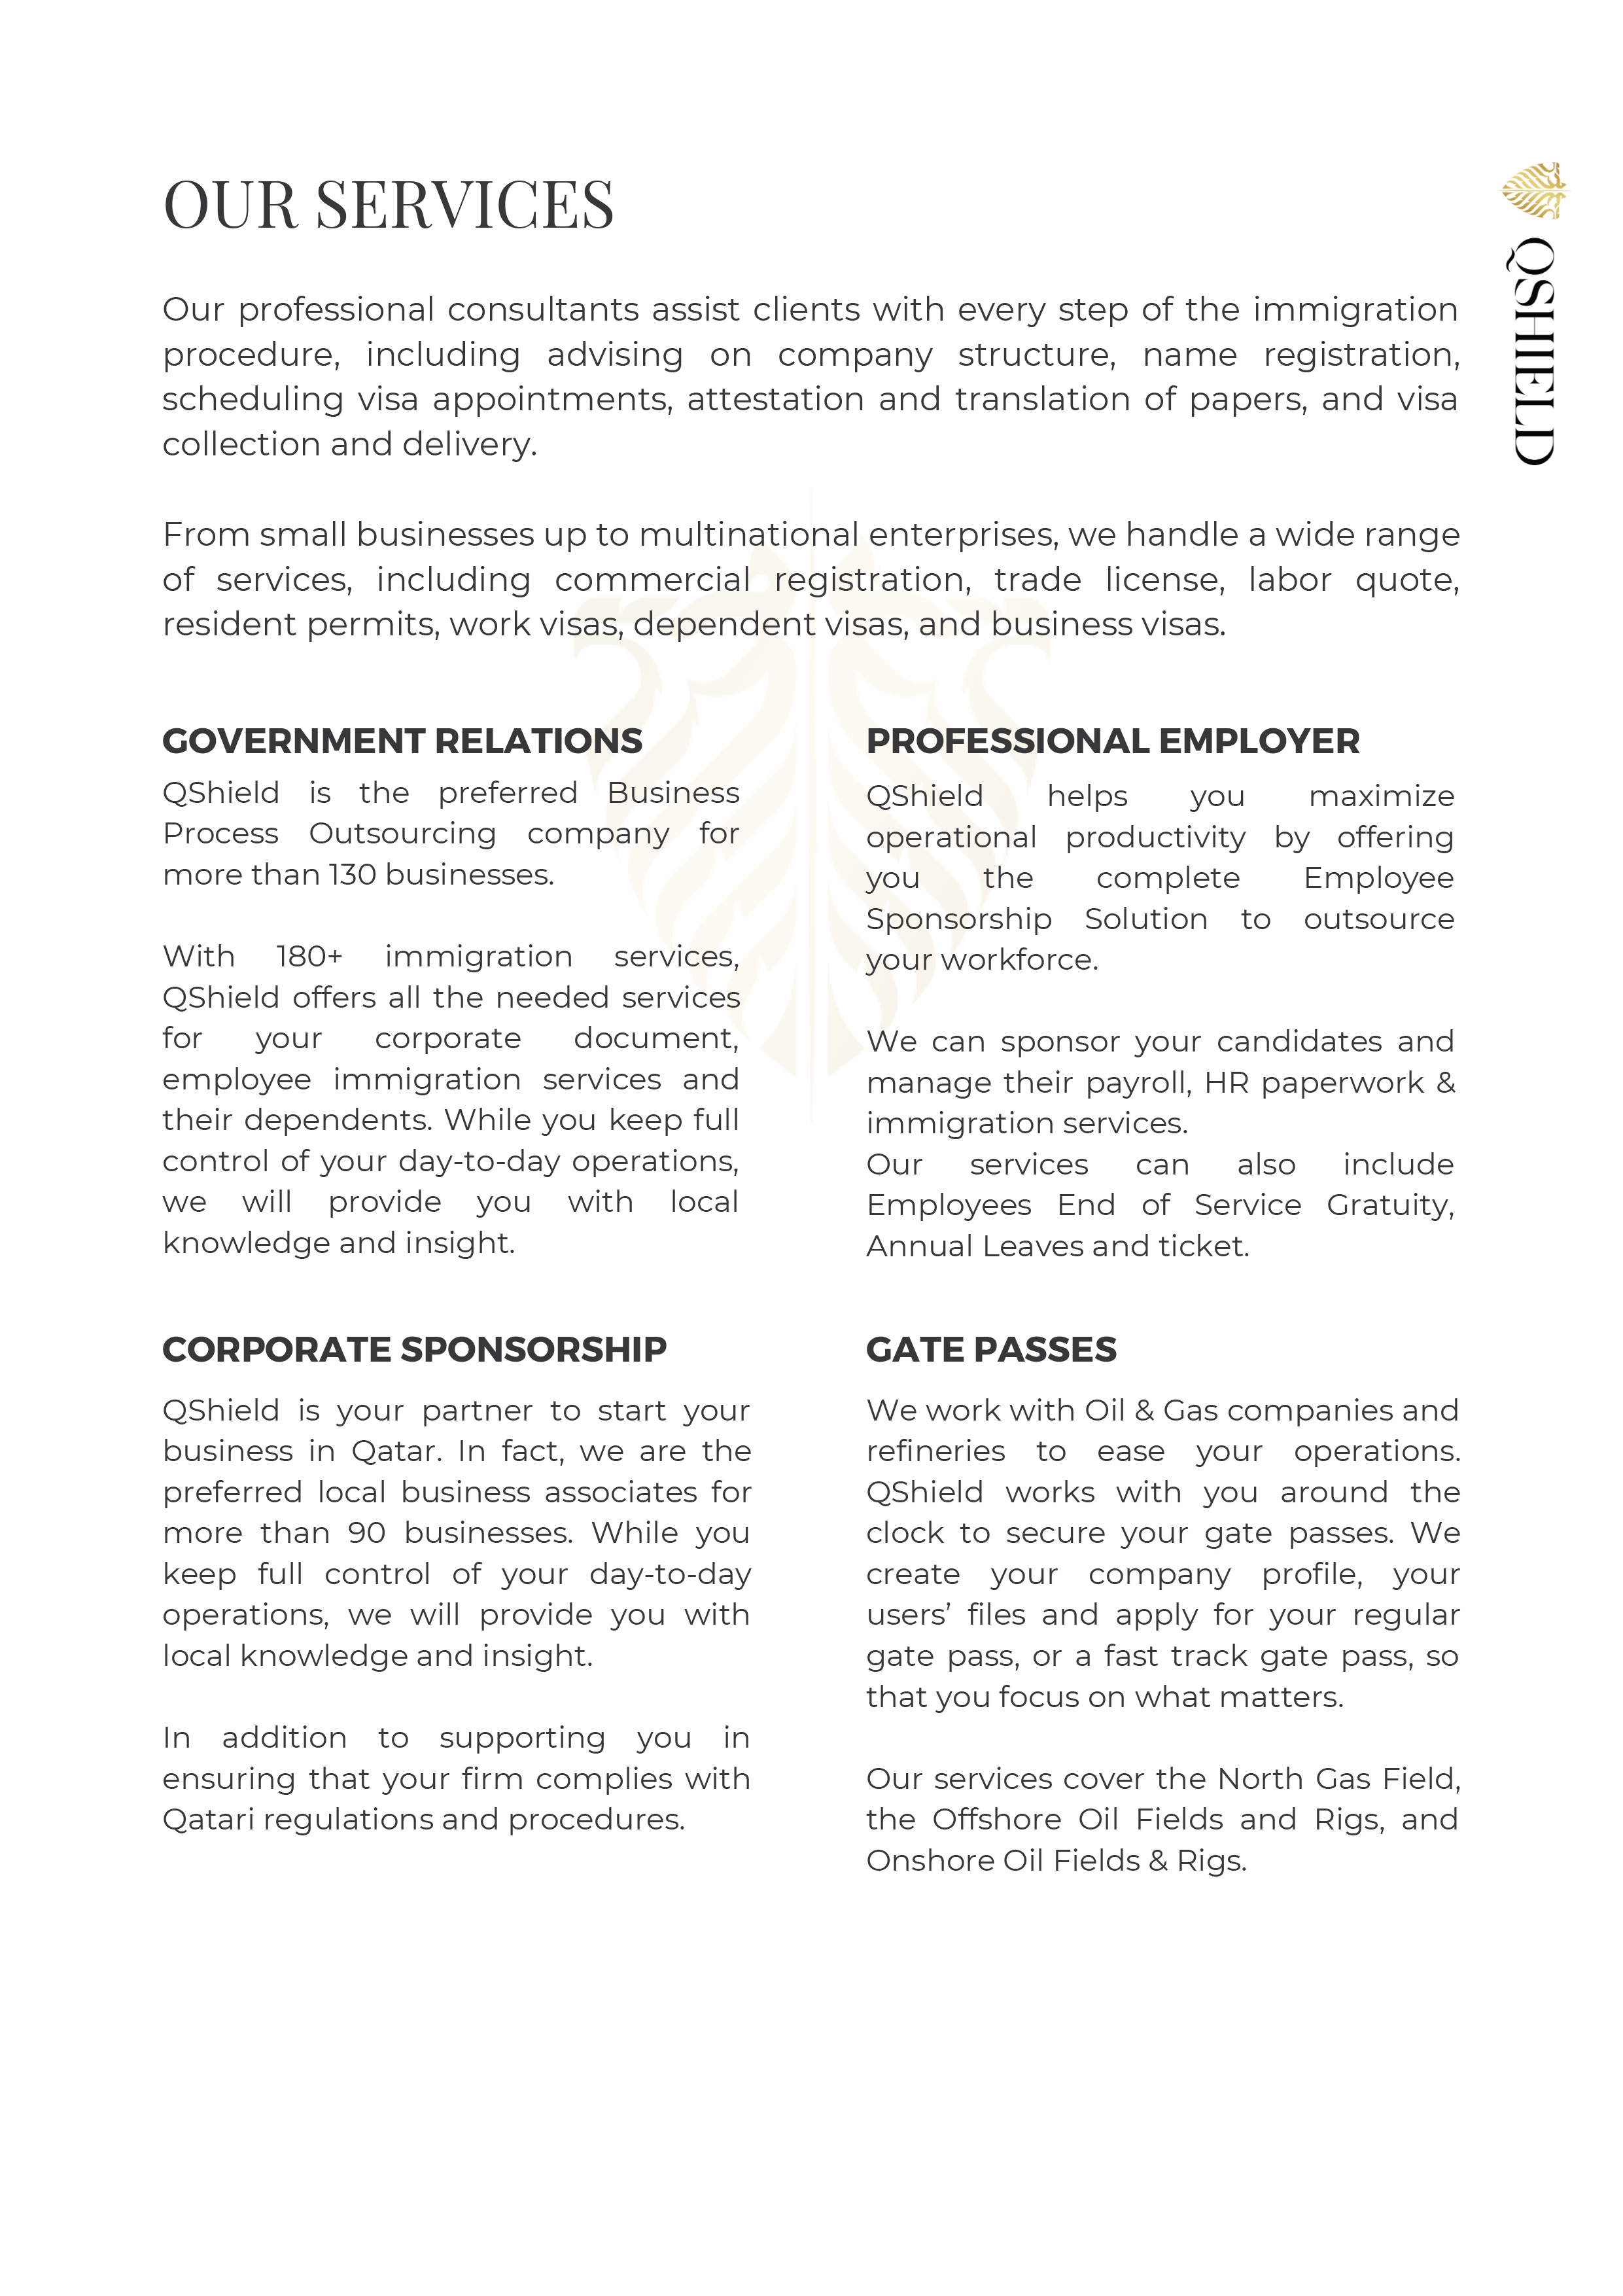 OUR SERVICES
QSHIELD
Our professional consultants assist clients with every step of the immigration
procedure, including advising on company structure, name registration,
scheduling visa appointments, attestation and translation of papers, and visa
collection and delivery.
From small businesses up to multinational enterprises, we handle a wide range
of services, including commercial registration, trade license, labor quote,
resident permits, work visas, dependent visas, and business visas.
GOVERNMENT RELATIONS
QShield is the preferred Business
Process Outsourcing company for
more than 130 businesses.
With 180+ immigration services,
QShield offers all the needed services
for your corporate document,
employee immigration services and
their dependents. While you keep full
control of your day-to-day operations,
we will provide you with local
knowledge and insight.
PROFESSIONAL EMPLOYER
QShield helps you maximize
operational productivity by offering
you the complete Employee
Sponsorship Solution to outsource
your workforce.
We can sponsor your candidates and
manage their payroll, HR paperwork &
immigration services.
Our services can also include
Employees End of Service Gratuity,
Annual Leaves and ticket.
CORPORATE SPONSORSHIP
QShield is your partner to start your
business in Qatar. In fact, we are the
preferred local business associates for
more than 90 businesses. While you
keep full control of your day-to-day
operations, we will provide you with
local knowledge and insight.
In addition to supporting you in
ensuring that your firm complies with
Qatari regulations and procedures.
GATE PASSES
We work with Oil & Gas companies and
refineries to ease your operations.
QShield works with you around the
clock to secure your gate passes. We
create your company profile, your
users’ files and apply for your regular
gate pass, or a fast track gate pass, so
that you focus on what matters.
Our services cover the North Gas Field,
the Offshore Oil Fields and Rigs, and
Onshore Oil Fields & Rigs.